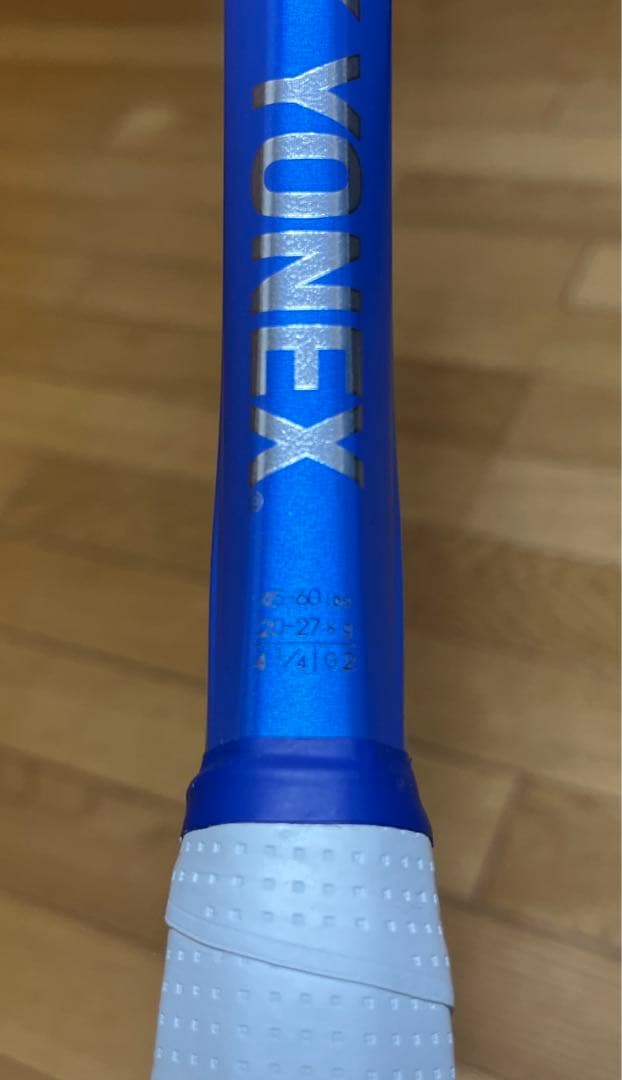 YONEX®
45-60 lbs
20-27 kg
4 1/4 | G2